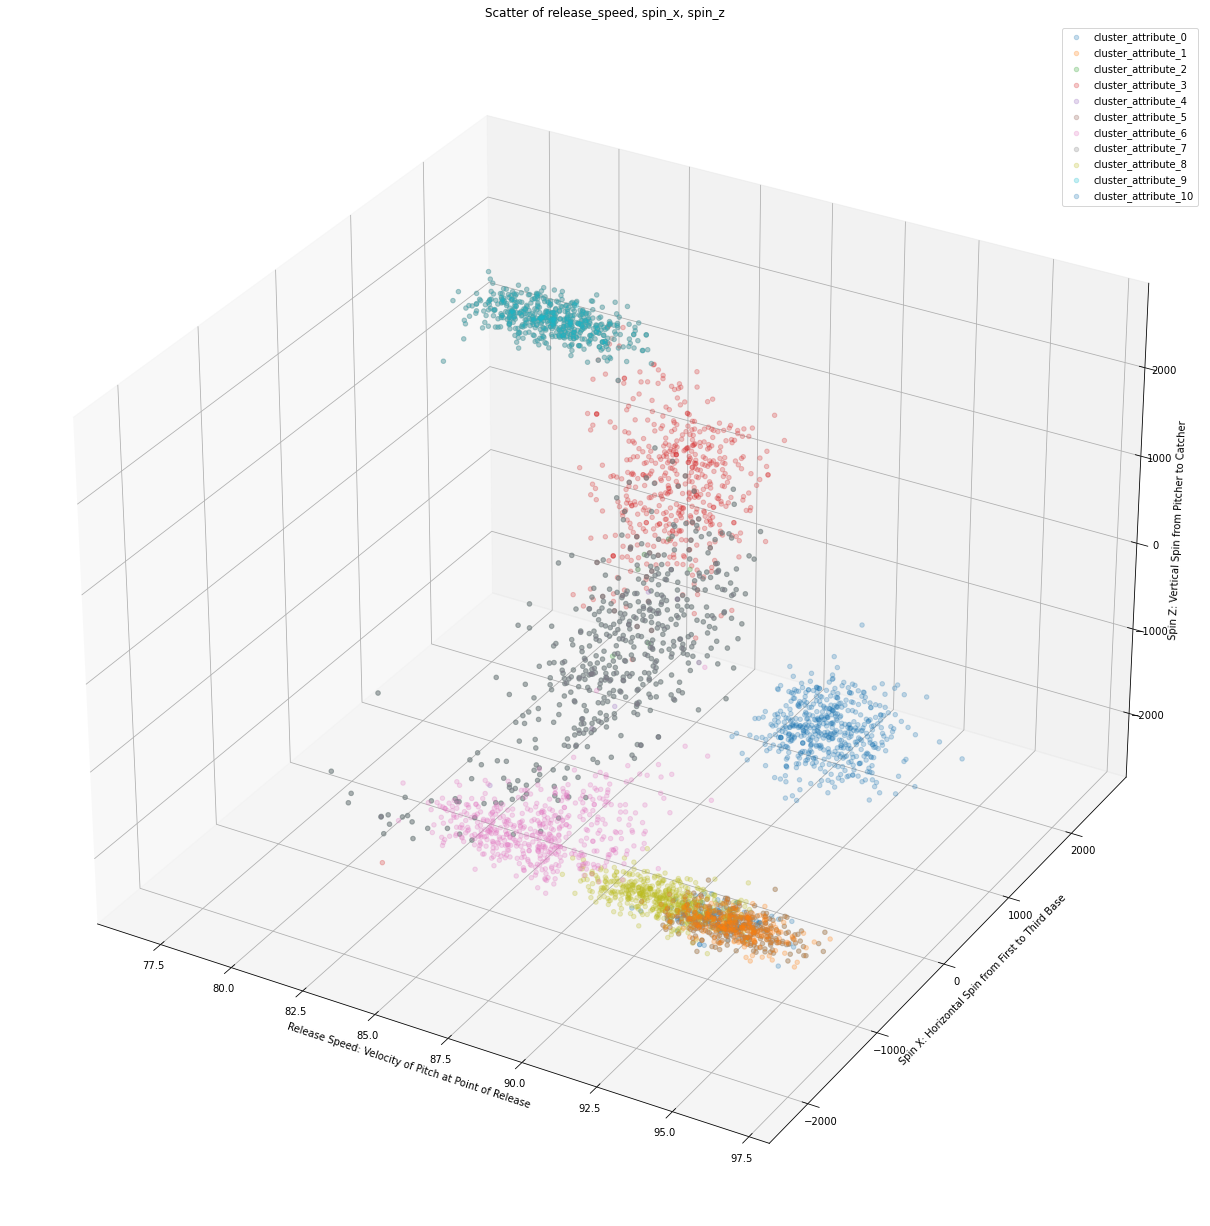 Scatter of release_speed, spin_x, spin_z
cluster_attribute_0
cluster_attribute_1
cluster_attribute_2
cluster_attribute_3
cluster_attribute_4
cluster_attribute_5
cluster_attribute_6
cluster_attribute_7
cluster_attribute_8
cluster_attribute_9
cluster_attribute_10
2000
1000
0
−1000
−2000
Spin Z: Vertical Spin from Pitcher to Catcher
2000
1000
0
−1000
−2000
Spin X: Horizontal Spin from First to Third Base
77.5
80.0
82.5
85.0
87.5
90.0
92.5
95.0
97.5
Release Speed: Velocity of Pitch at Point of Release